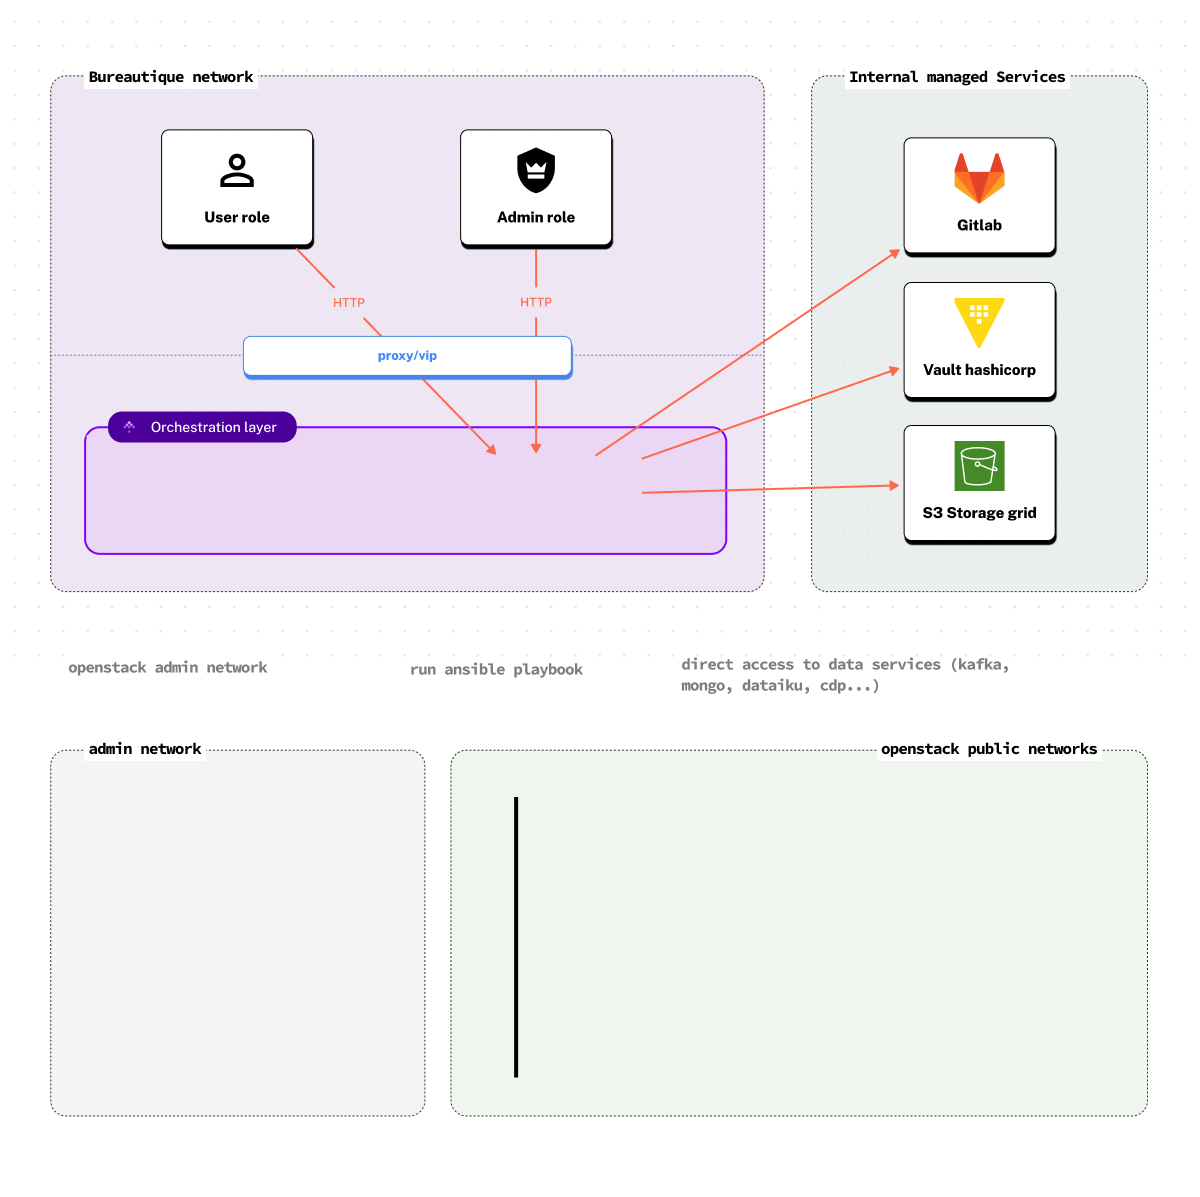 Bureautique network
Internal managed Services
User role
Admin role
Gitlab
HTTP
HTTP
proxy/vip
Vault hashicorp
Orchestration layer
S3 Storage grid
openstack admin network
run ansible playbook
direct access to data services (kafka,
mongo, dataiku, cdp...)
admin network
openstack public networks